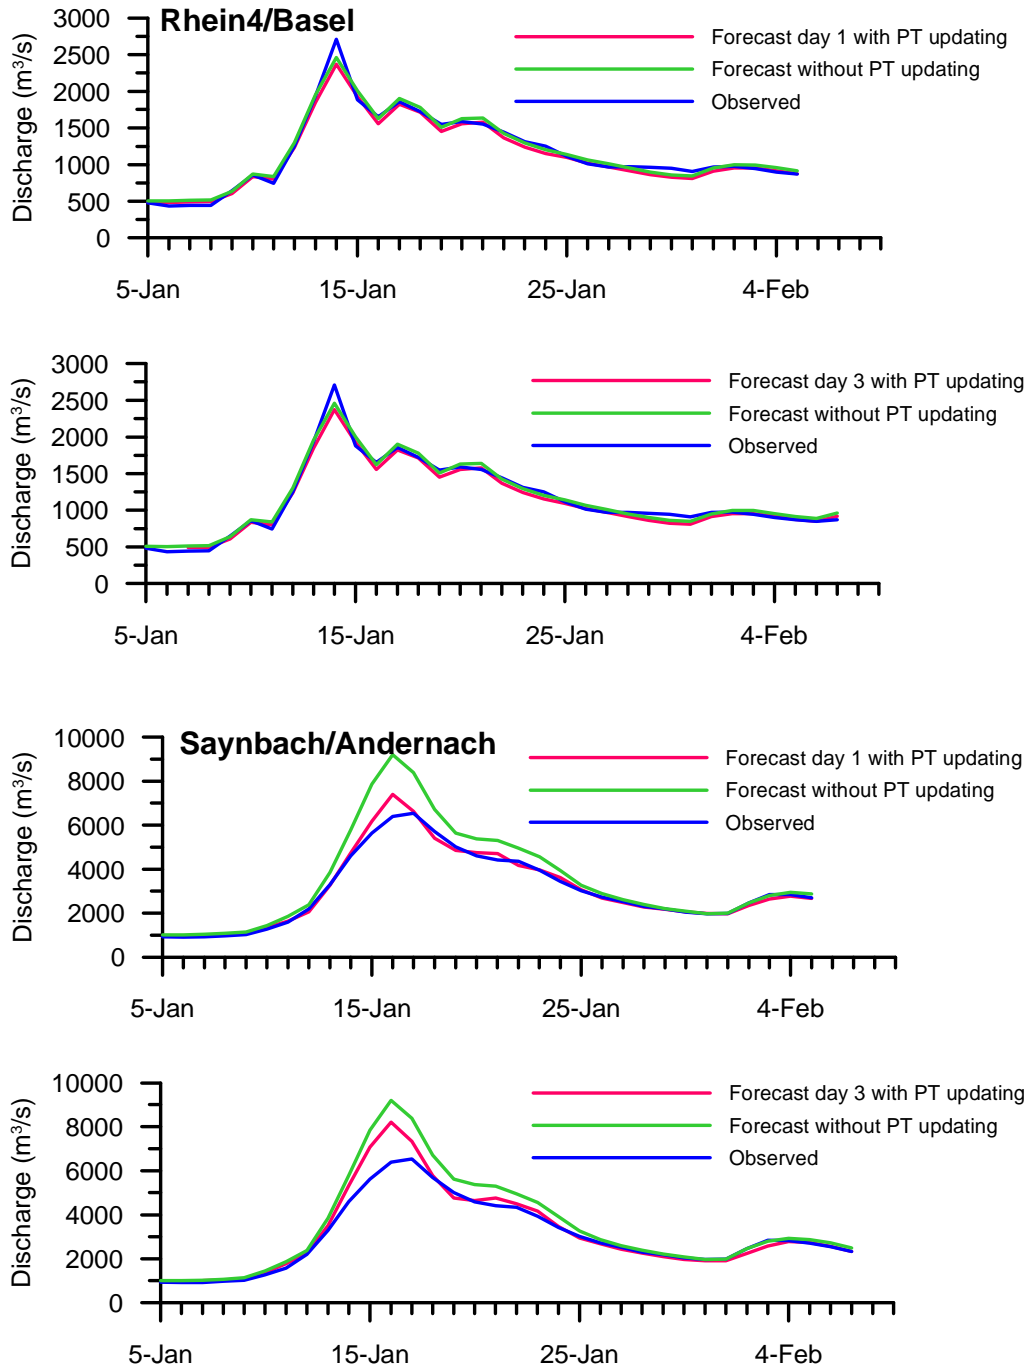 Rhein4/Basel
3000
2500
2000
1500
1000
500
0
Discharge (m³/s)
Forecast day 1 with PT updating
Forecast without PT updating
Observed
5-Jan 15-Jan 25-Jan 4-Feb
3000
2500
2000
1500
1000
500
0
Discharge (m³/s)
Forecast day 3 with PT updating
Forecast without PT updating
Observed
5-Jan 15-Jan 25-Jan 4-Feb
Saynbach/Andernach
10000
8000
6000
4000
2000
0
Discharge (m³/s)
Forecast day 1 with PT updating
Forecast without PT updating
Observed
5-Jan 15-Jan 25-Jan 4-Feb
10000
8000
6000
4000
2000
0
Discharge (m³/s)
Forecast day 3 with PT updating
Forecast without PT updating
Observed
5-Jan 15-Jan 25-Jan 4-Feb